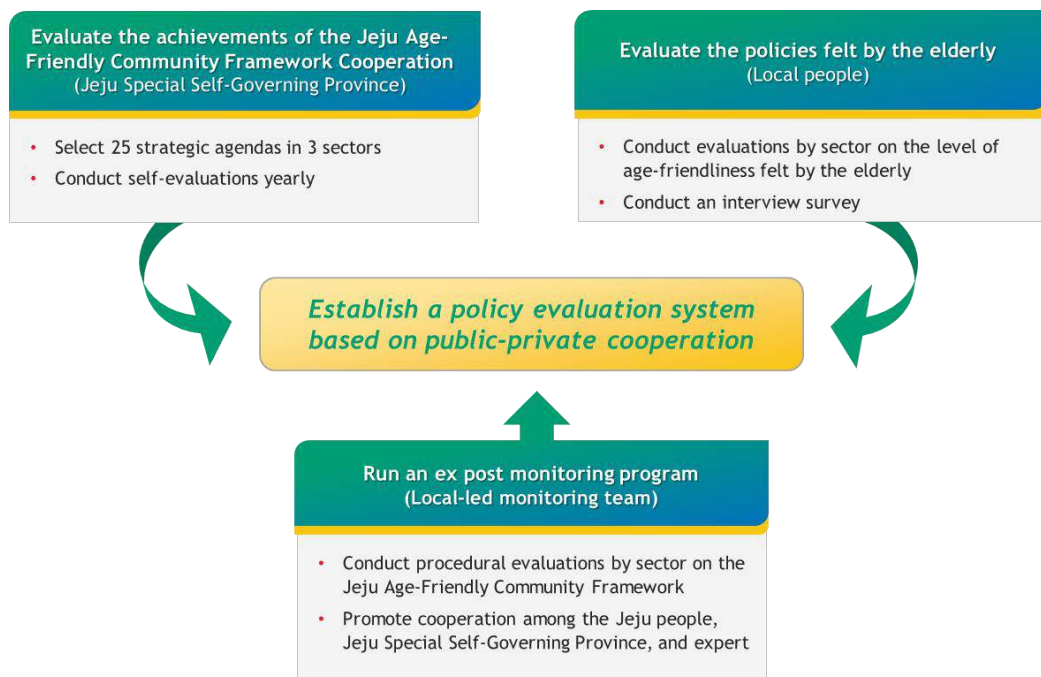 Evaluate the achievements of the Jeju Age-
Friendly Community Framework Cooperation
(Jeju Special Self-Governing Province)
• Select 25 strategic agendas in 3 sectors
• Conduct self-evaluations yearly
Evaluate the policies felt by the elderly
(Local people)
• Conduct evaluations by sector on the level of
age-friendliness felt by the elderly
• Conduct an interview survey
Establish a policy evaluation system
based on public-private cooperation
Run an ex post monitoring program
(Local-led monitoring team)
• Conduct procedural evaluations by sector on the
Jeju Age-Friendly Community Framework
• Promote cooperation among the Jeju people,
Jeju Special Self-Governing Province, and expert